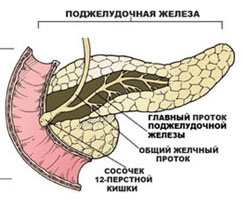 ПОДЖЕЛУДОЧНАЯ ЖЕЛЕЗА
ГЛАВНЫЙ ПРОТОК
ПОДЖЕЛУДОЧНОЙ
ЖЕЛЕЗЫ
ОБЩИЙ ЖЕЛЧНЫЙ
ПРОТОК
СОСОЧЕК
12-ПЕРСТНОЙ
КИШКИ